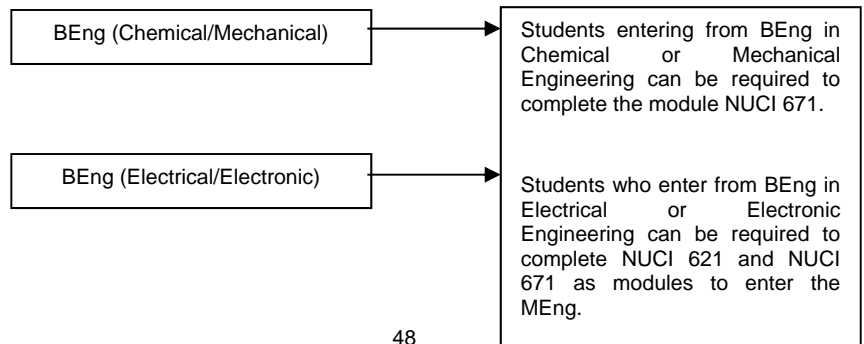 BEng (Chemical/Mechanical)
Students entering from BEng in
Chemical or Mechanical
Engineering can be required to
complete the module NUCI 671.
BEng (Electrical/Electronic)
Students who enter from BEng in
Electrical or Electronic
Engineering can be required to
complete NUCI 621 and NUCI
671 as modules to enter the
MEng.
48